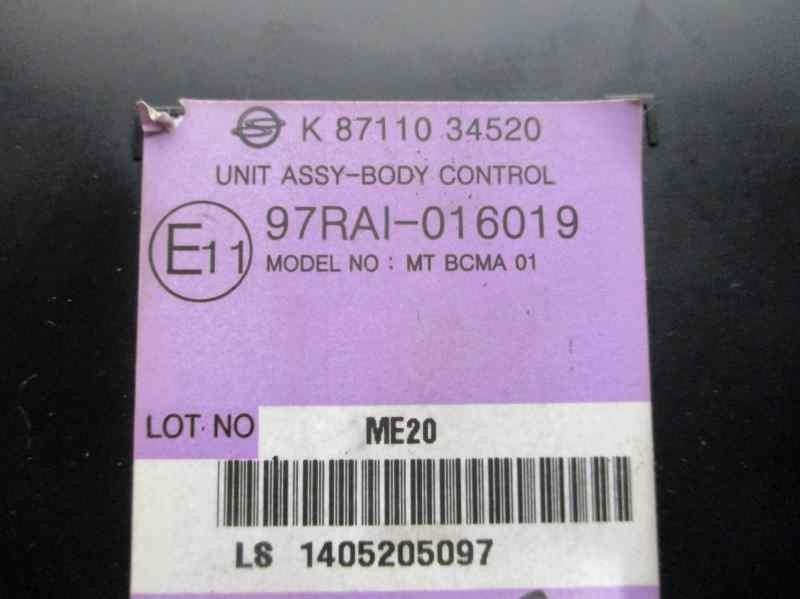 K 87110 34520
UNIT ASSY-BODY CONTROL
E11
97RAI-016019
MODEL NO : MT BCMA 01
LOT NO ME20
LS 1405205097